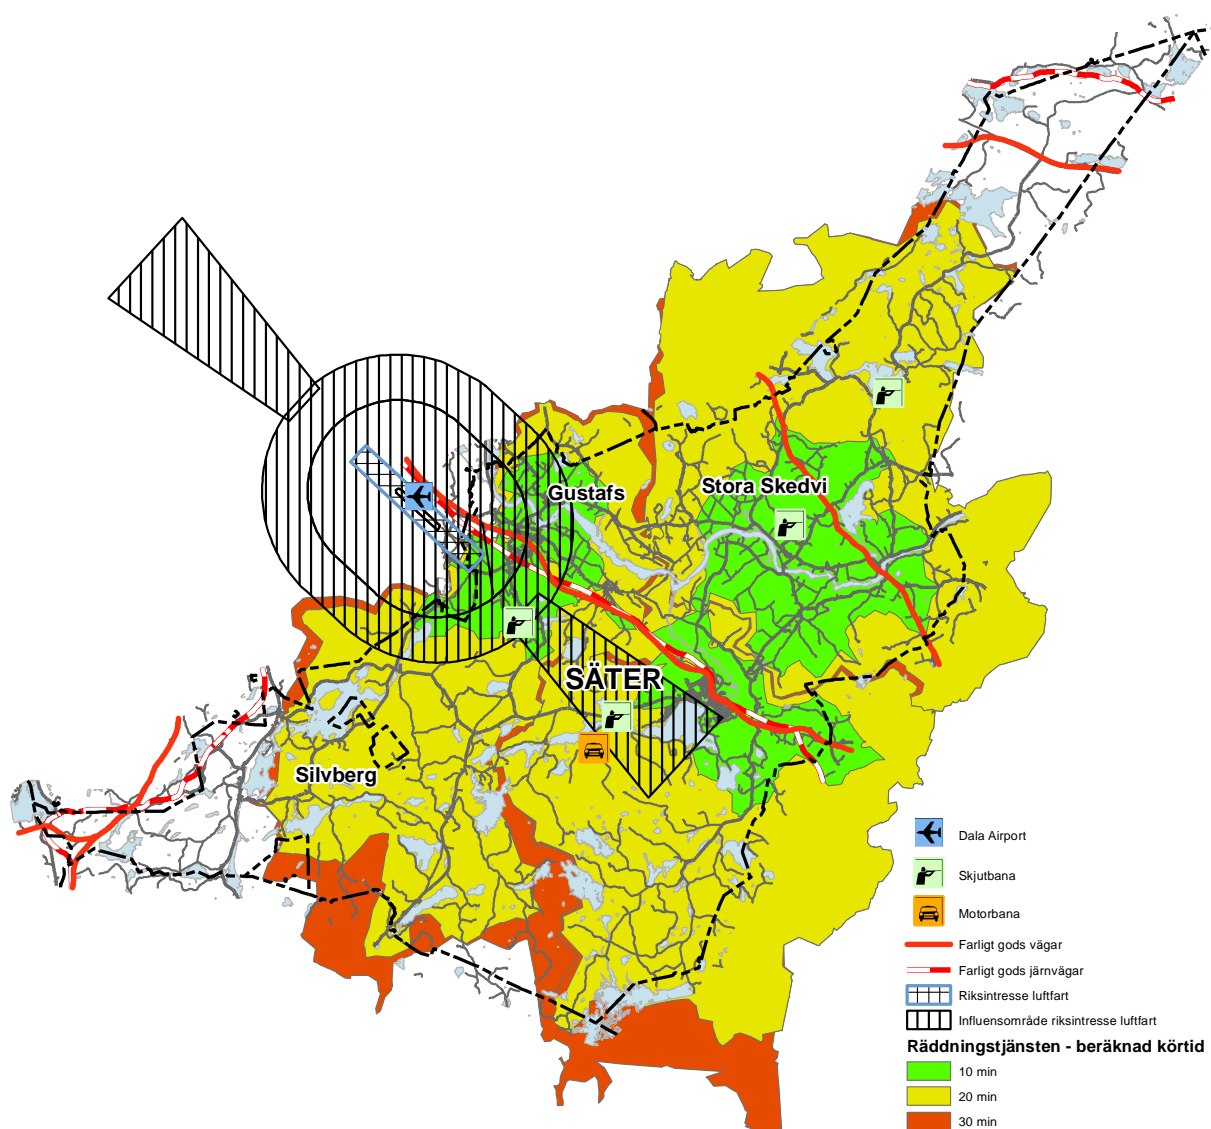 Gustafs
Stora Skedvi
SÄTER
Silvberg
Dala Airport
Skjutbana
Motorbana
Farligt gods vägar
Farligt gods järnvägar
Riksintresse luftfart
Influensområde riksintresse luftfart
Räddningstjänsten - beräknad körtid
10 min
20 min
30 min